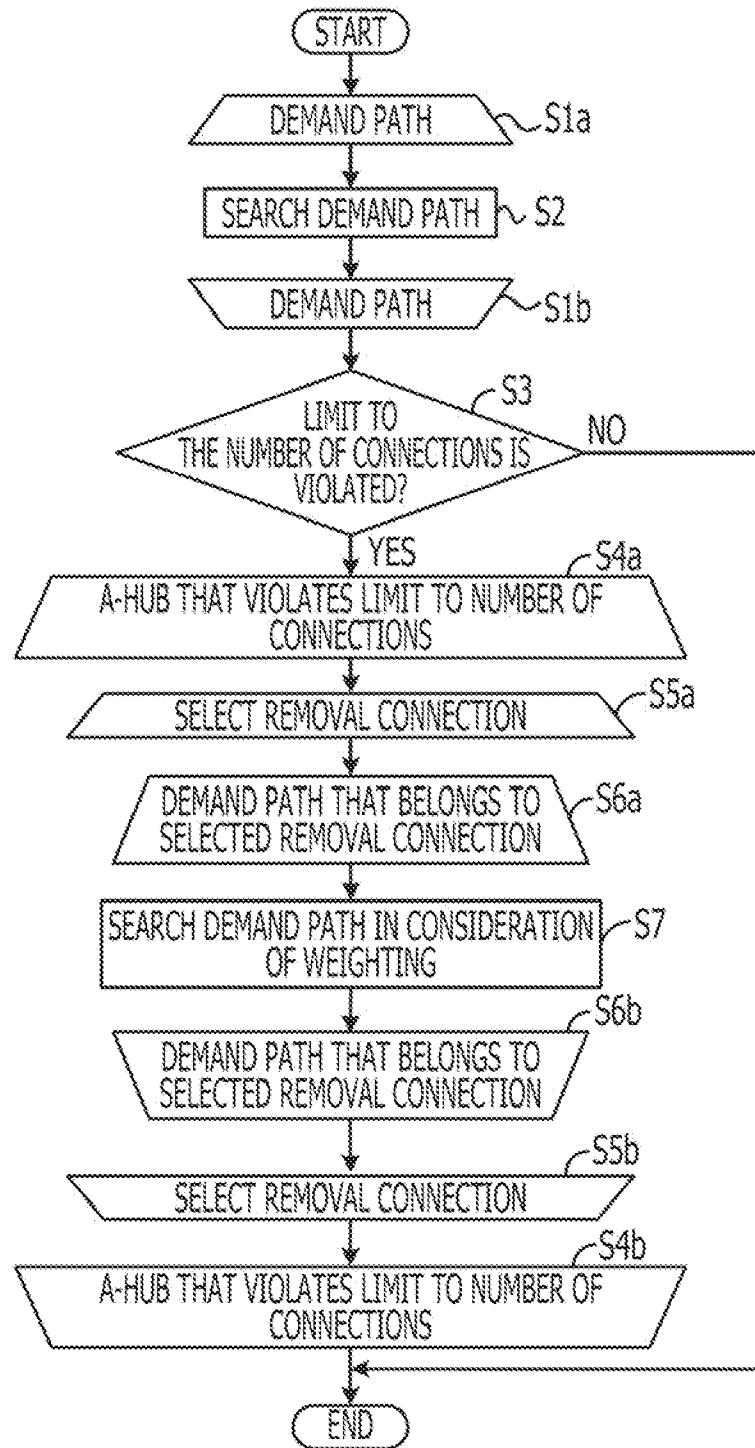 START
DEMAND PATH
S1a
SEARCH DEMAND PATH
S2
DEMAND PATH
S1b
S3
LIMIT TO
THE NUMBER OF CONNECTIONS IS
VIOLATED?
NO
YES
S4a
A-HUB THAT VIOLATES LIMIT TO NUMBER OF
CONNECTIONS
S5a
SELECT REMOVAL CONNECTION
DEMAND PATH THAT BELONGS TO
SELECTED REMOVAL CONNECTION
S6a
SEARCH DEMAND PATH IN CONSIDERATION
OF WEIGHTING
S7
S6b
DEMAND PATH THAT BELONGS TO
SELECTED REMOVAL CONNECTION
S5b
SELECT REMOVAL CONNECTION
S4b
A-HUB THAT VIOLATES LIMIT TO NUMBER OF
CONNECTIONS
END